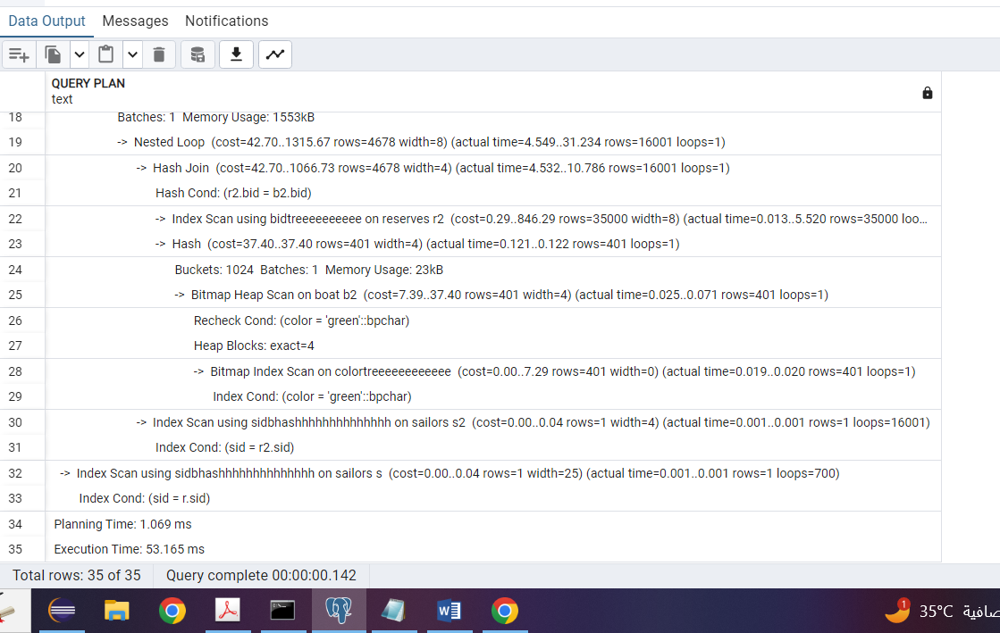 Data Output Messages Notifications
QUERY PLAN
text
18 Batches: 1 Memory Usage: 1553kB
19 -> Nested Loop (cost=42.70..1315.67 rows=4678 width=8) (actual time=4.549..31.234 rows=16001 loops=1)
20 -> Hash Join (cost=42.70..1066.73 rows=4678 width=4) (actual time=4.532..10.786 rows=16001 loops=1)
21 Hash Cond: (r2.bid = b2.bid)
22 -> Index Scan using bidtreeeeeeeeee on reserves r2 (cost=0.29..846.29 rows=35000 width=8) (actual time=0.013..5.520 rows=35000 loo...
23 -> Hash (cost=37.40..37.40 rows=401 width=4) (actual time=0.121..0.122 rows=401 loops=1)
24 Buckets: 1024 Batches: 1 Memory Usage: 23kB
25 -> Bitmap Heap Scan on boat b2 (cost=7.39..37.40 rows=401 width=4) (actual time=0.025..0.071 rows=401 loops=1)
26 Recheck Cond: (color = 'green'::bpchar)
27 Heap Blocks: exact=4
28 -> Bitmap Index Scan on colortreeeeeeeeeeee (cost=0.00..7.29 rows=401 width=0) (actual time=0.019..0.020 rows=401 loops=1)
29 Index Cond: (color = 'green'::bpchar)
30 -> Index Scan using sidbhashhhhhhhhhhhhhh on sailors s2 (cost=0.00..0.04 rows=1 width=4) (actual time=0.001..0.001 rows=1 loops=16001)
31 Index Cond: (sid = r2.sid)
32 -> Index Scan using sidbhashhhhhhhhhhhhhh on sailors s (cost=0.00..0.04 rows=1 width=25) (actual time=0.001..0.001 rows=1 loops=700)
33 Index Cond: (sid = r.sid)
34 Planning Time: 1.069 ms
35 Execution Time: 53.165 ms
Total rows: 35 of 35 Query complete 00:00:00.142
1 35°C صافية